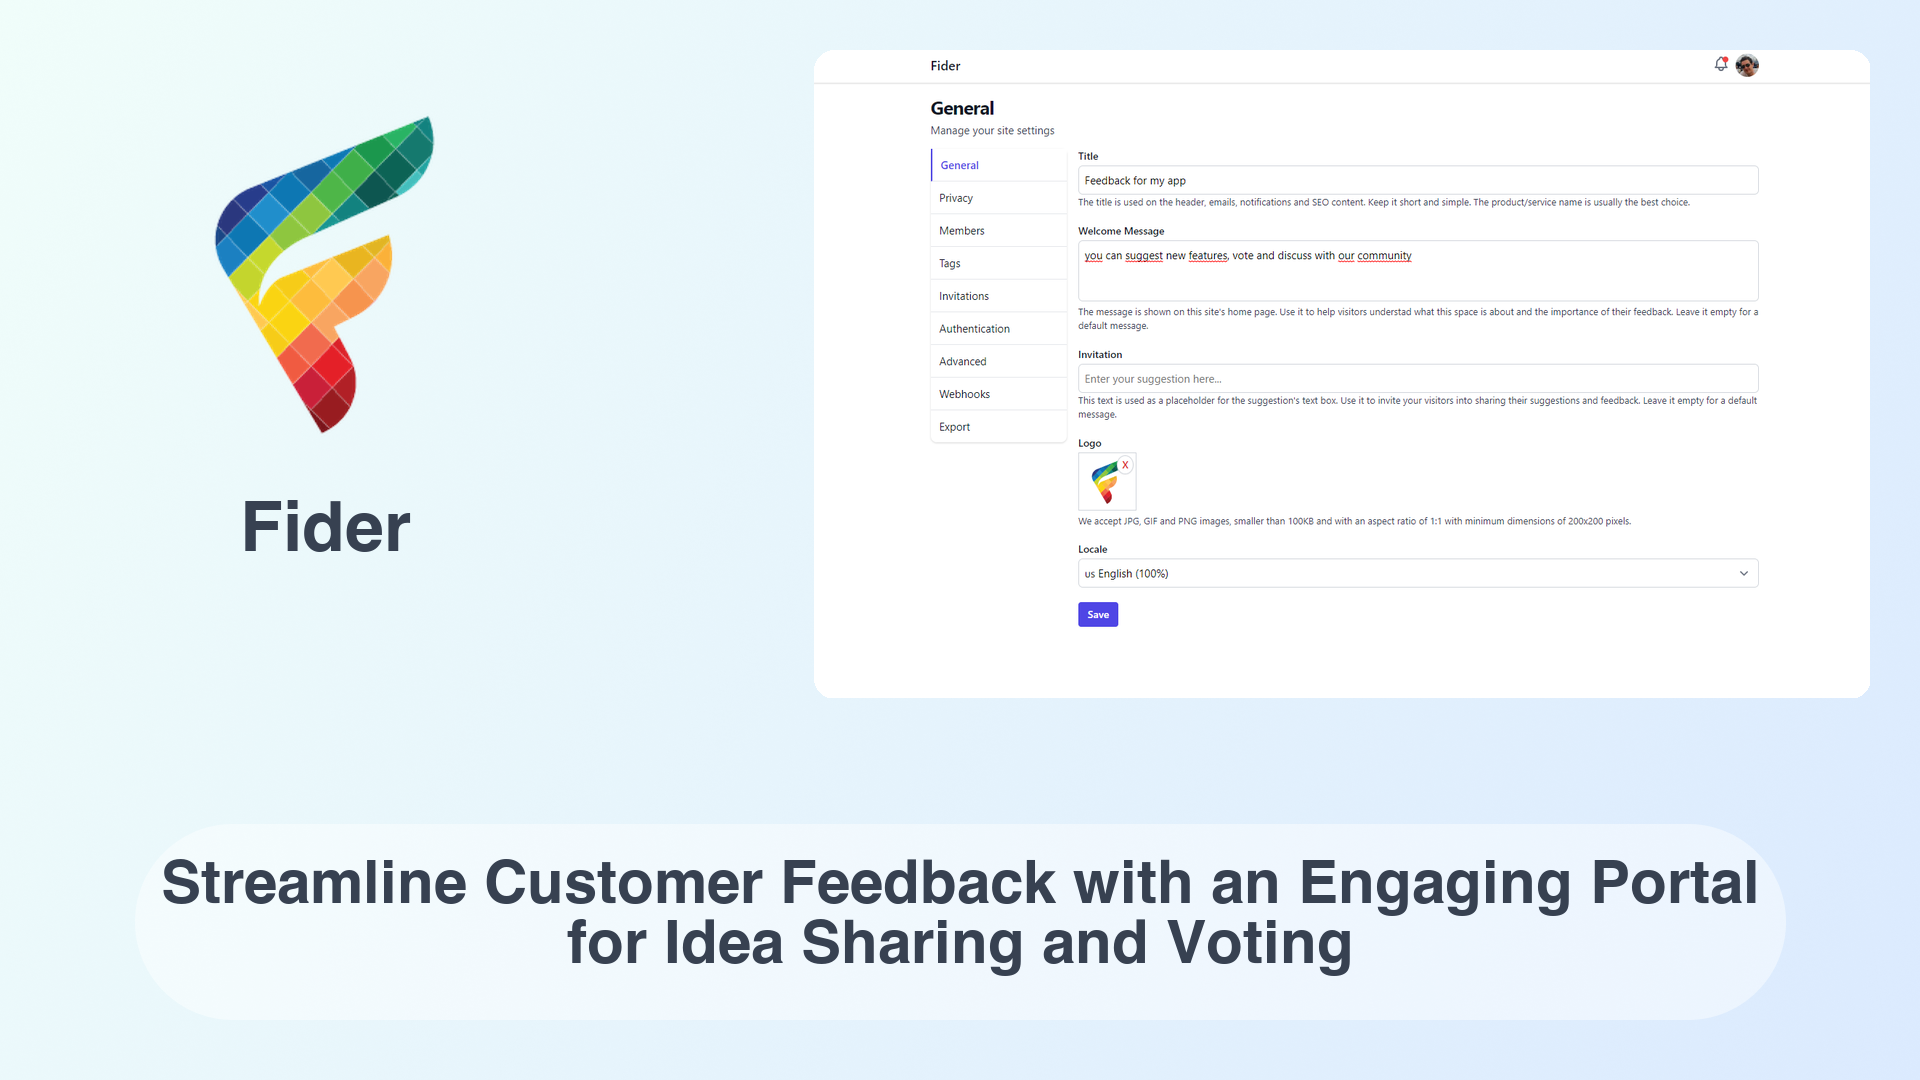 Fider
Fider
General
Manage your site settings
General
Privacy
Members
Tags
Invitations
Authentication
Advanced
Webhooks
Export
Title
Feedback for my app
The title is used on the header, emails, notifications and SEO content. Keep it short and simple. The product/service name is usually the best choice.
Welcome Message
you can suggest new features, vote and discuss with our community
The message is shown on this site's home page. Use it to help visitors understad what this space is about and the importance of their feedback. Leave it empty for a
default message.
Invitation
Enter your suggestion here...
This text is used as a placeholder for the suggestion's text box. Use it to invite your visitors into sharing their suggestions and feedback. Leave it empty for a default
message.
Logo
X
We accept JPG, GIF and PNG images, smaller than 100KB and with an aspect ratio of 1:1 with minimum dimensions of 200x200 pixels.
Locale
us English (100%)
Save
Streamline Customer Feedback with an Engaging Portal
for Idea Sharing and Voting